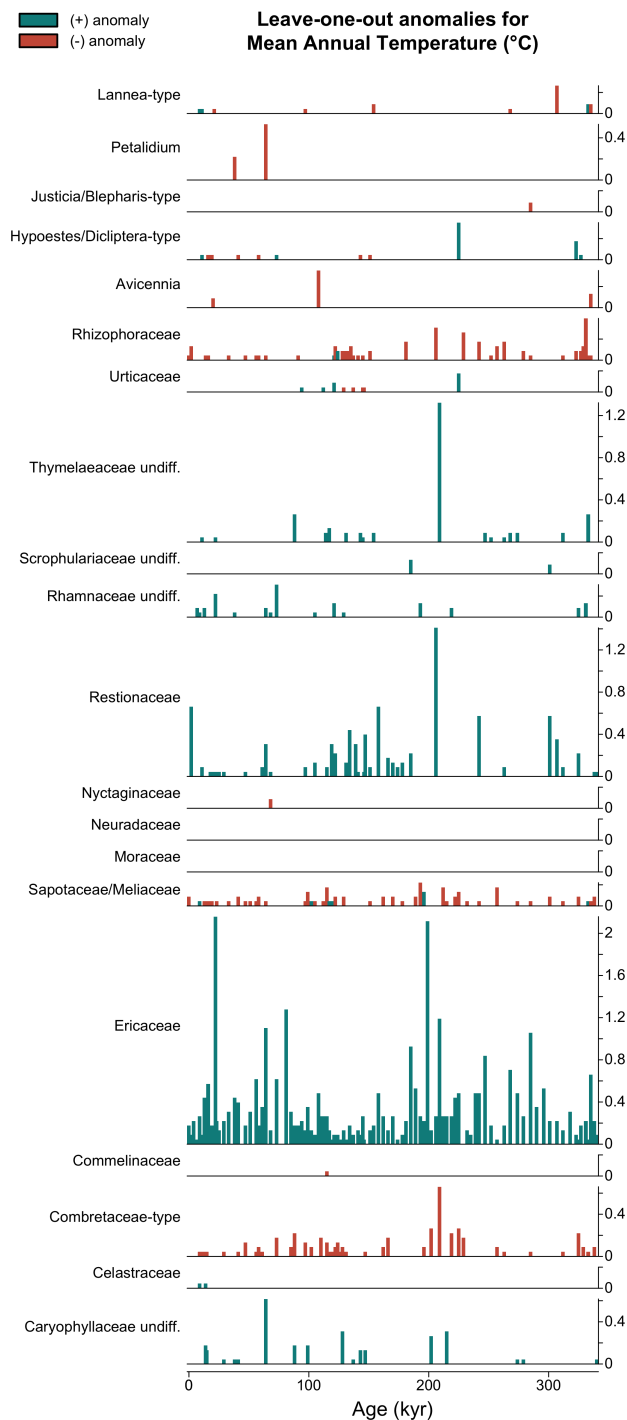 (+) anomaly
(-) anomaly
Leave-one-out anomalies for
Mean Annual Temperature (°C)
Lannea-type
0
0.4
Petalidium
0
Justicia/Blepharis-type
0
Hypoestes/Dicliptera-type
0
Avicennia
0
Rhizophoraceae
0
Urticaceae
0
1.2
0.8
Thymelaeaceae undiff.
0.4
0
Scrophulariaceae undiff.
0
Rhamnaceae undiff.
0
1.2
0.8
Restionaceae
0.4
0
Nyctaginaceae
0
Neuradaceae
0
Moraceae
0
Sapotaceae/Meliaceae
0
2
1.6
1.2
Ericaceae
0.8
0.4
0
Commelinaceae
0
0.4
Combretaceae-type
0
Celastraceae
0
Caryophyllaceae undiff.
0.4
0
0 100 200 300
Age (kyr)